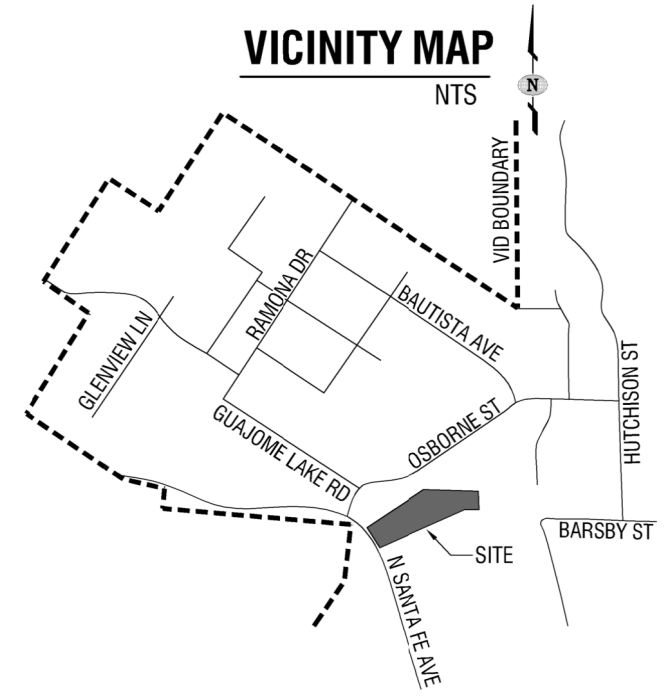 VICINITY MAP
NTS
N
VID BOUNDARY
RAMONA DR
BAUTISTA AVE
GLENVIEW LN
HUTCHISON ST
GUAJOME LAKE RD
OSBORNE ST
BARSBY ST
SITE
N SANTA FE AVE